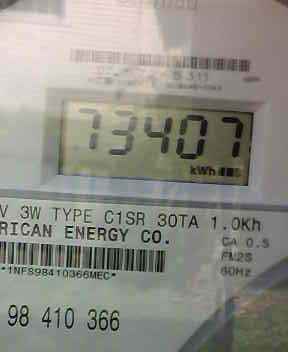 73407
kWh
V 3W TYPE C1SR 30TA 1.0Kh
RICAN ENERGY CO.
CA 0.5
FM2S
60Hz
*1NFS98410366MEC*
98 410 366